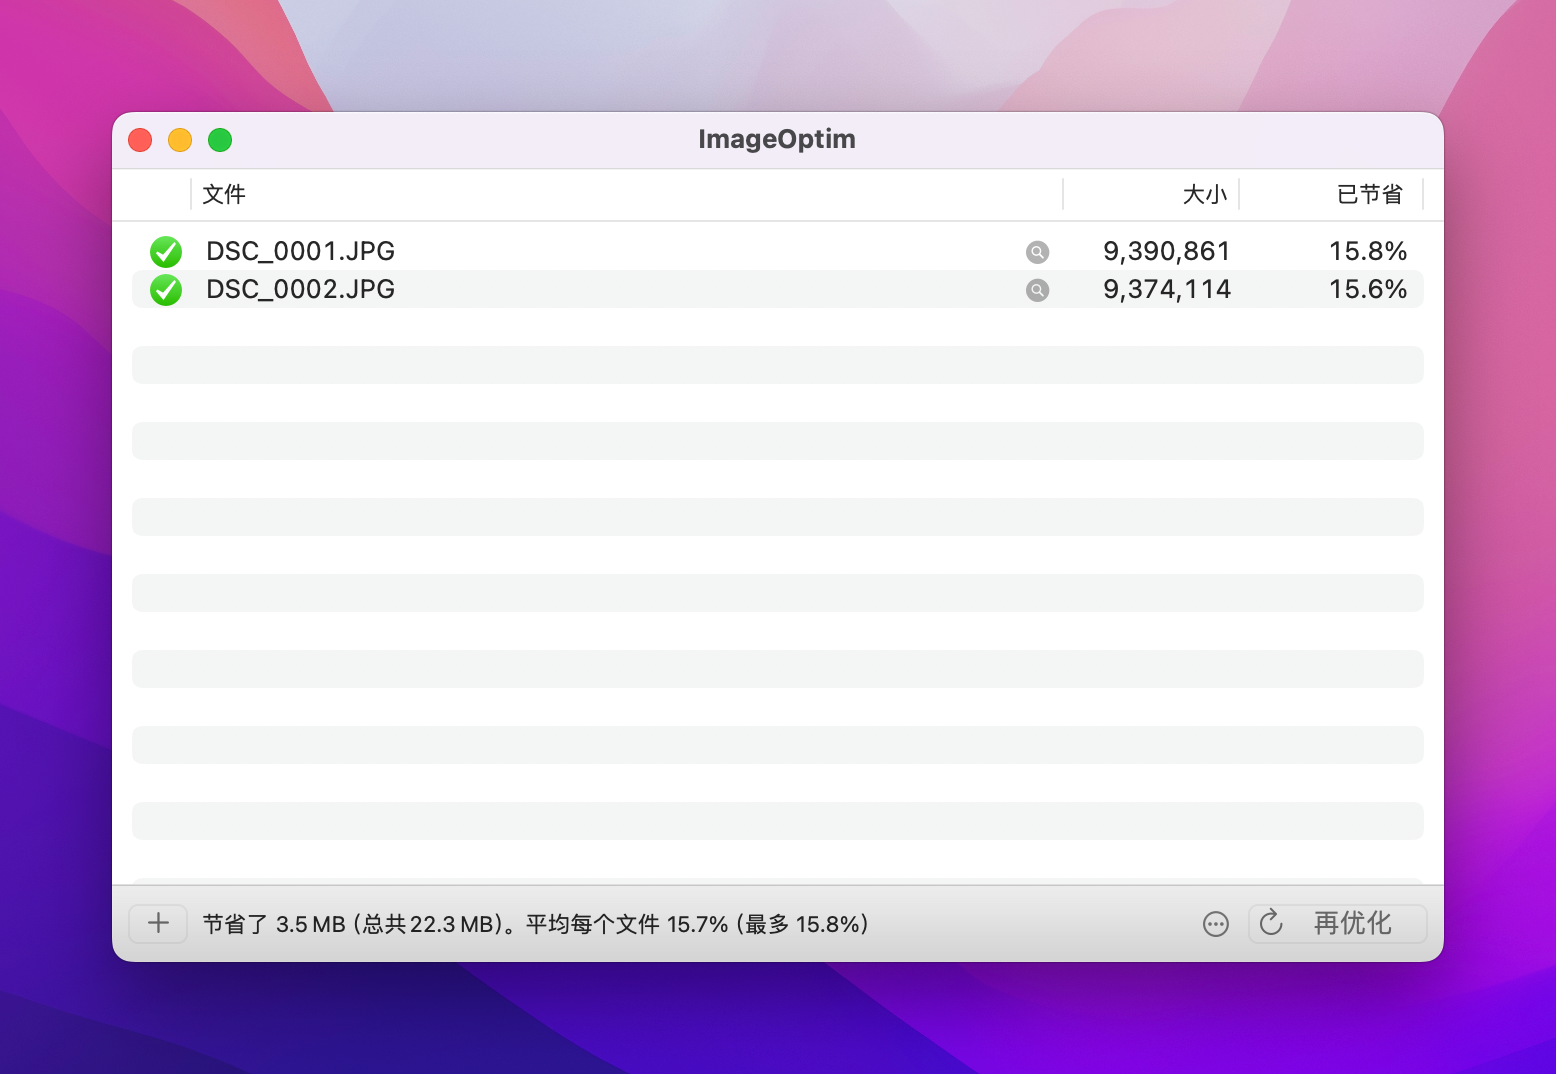 ImageOptim
文件 大小 已节省
DSC_0001.JPG 9,390,861 15.8%
DSC_0002.JPG 9,374,114 15.6%
节省了 3.5 MB (总共 22.3 MB)。平均每个文件 15.7% (最多 15.8%) 再优化